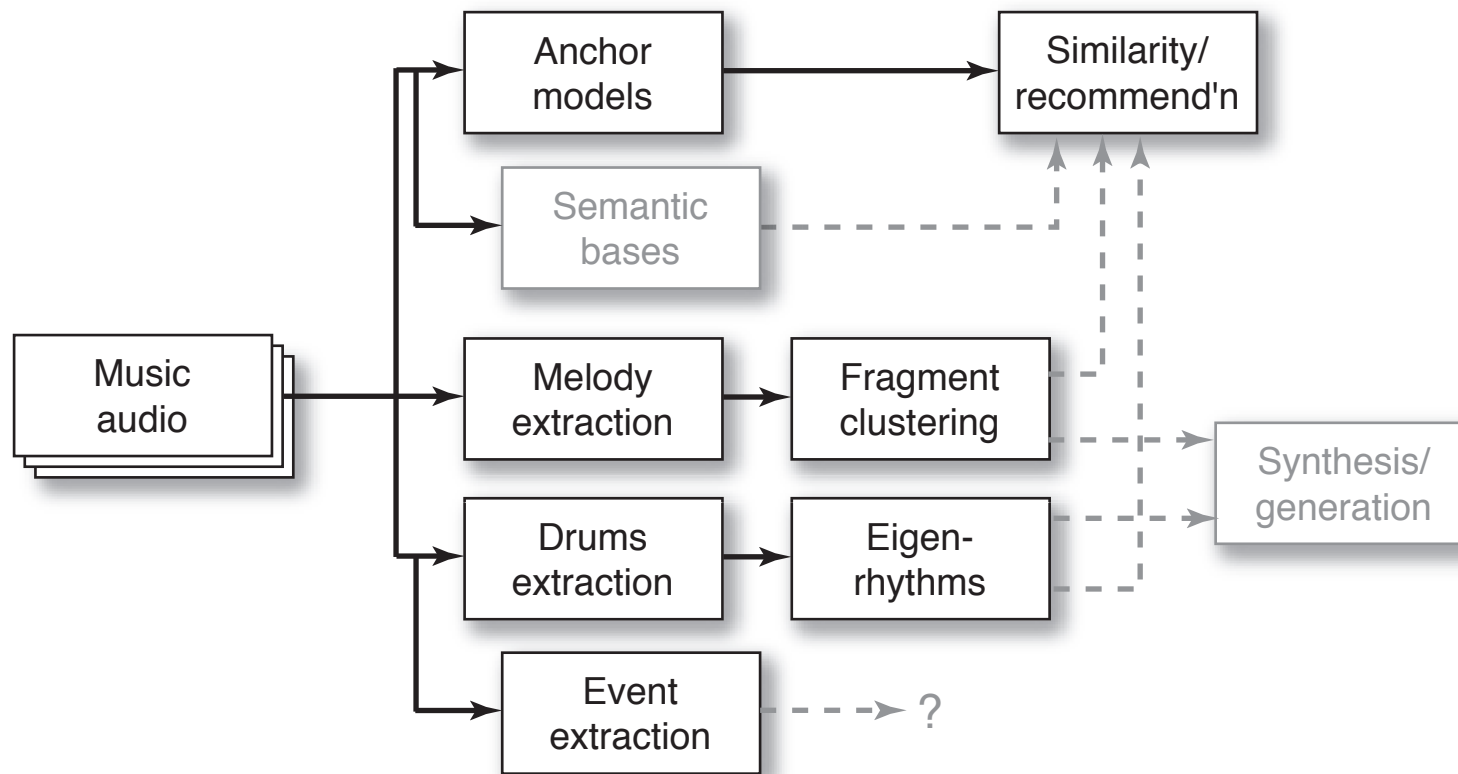 Anchor
models
Similarity/
recommend'n
Semantic
bases
Music
audio
Melody
extraction
Fragment
clustering
Synthesis/
generation
Drums
extraction
Eigen-
rhythms
Event
extraction
?